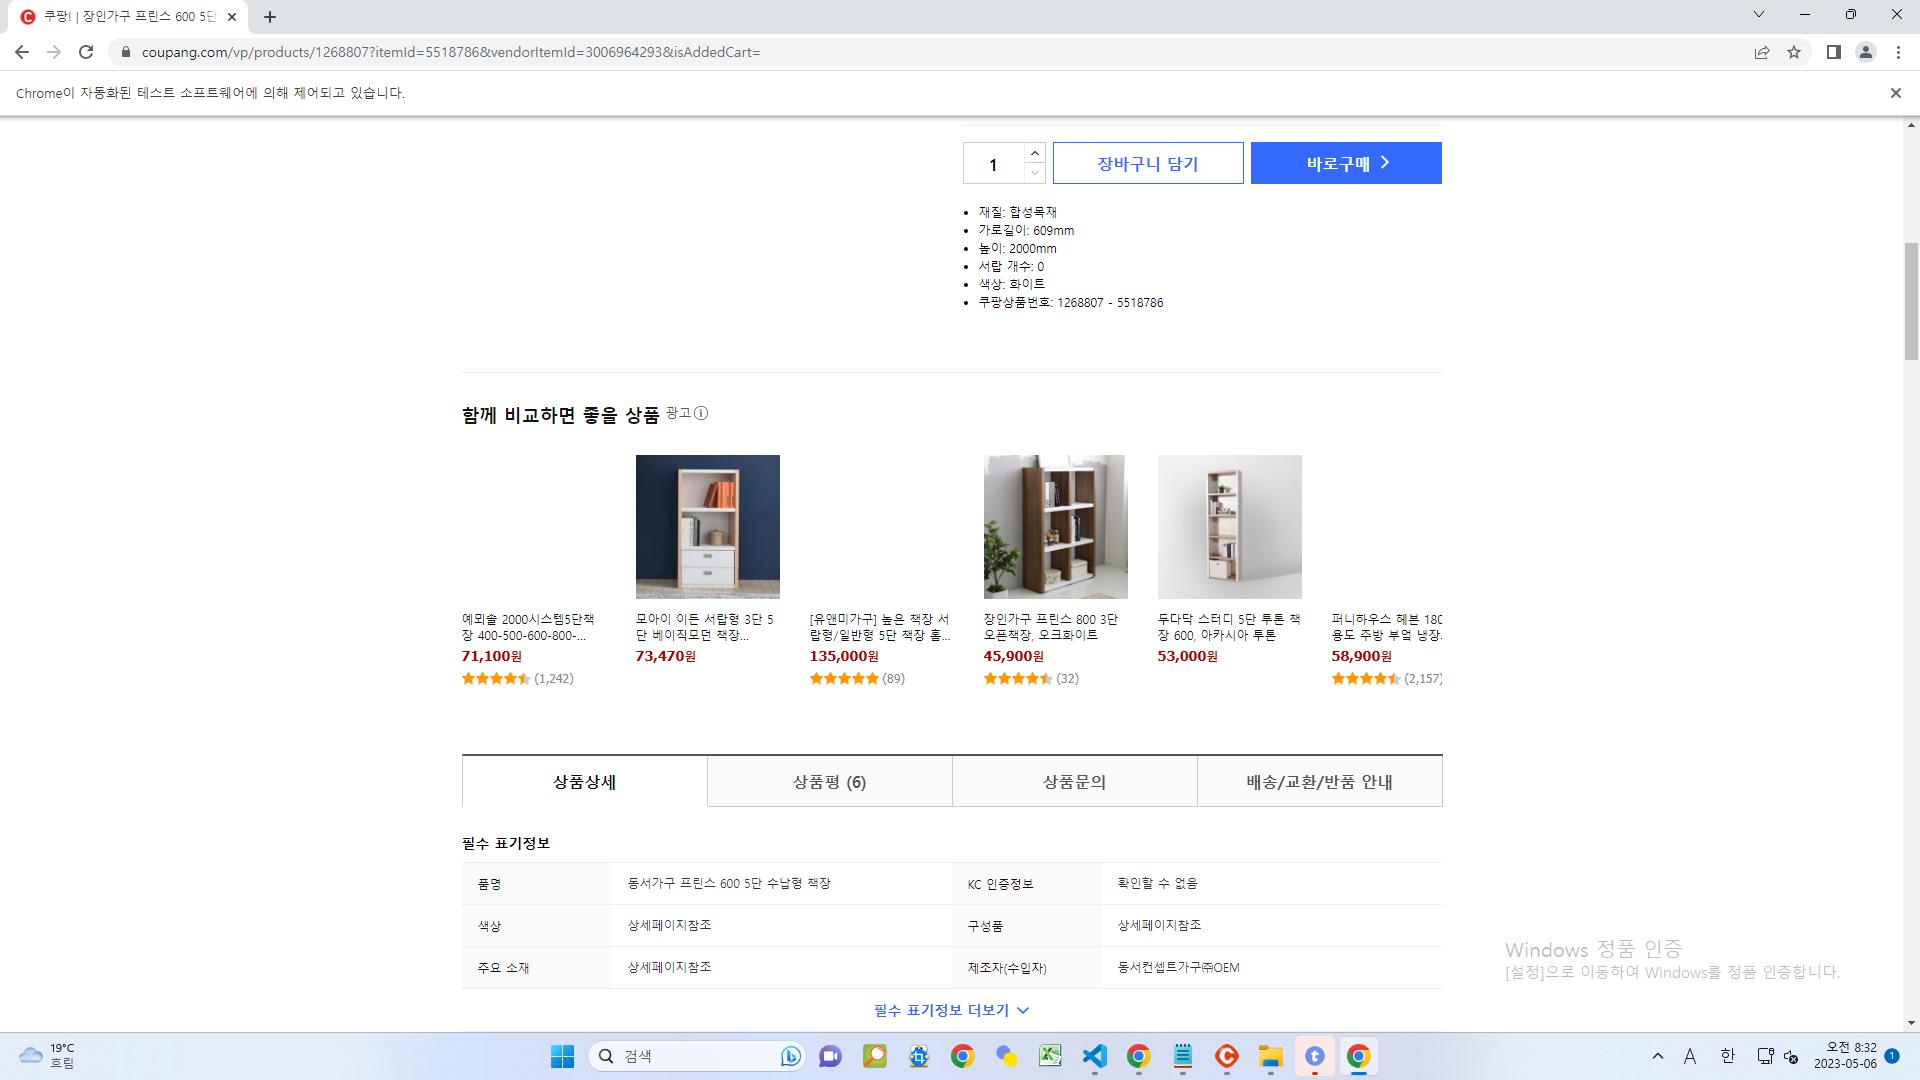 쿠팡! | 장인가구 프린스 600 5단
coupang.com/vp/products/1268807?itemId=5518786&vendorItemId=3006964293&isAddedCart=
Chrome이 자동화된 테스트 소프트웨어에 의해 제어되고 있습니다.
1
장바구니 담기
바로구매
재질: 합성목재
가로길이: 609mm
높이: 2000mm
서랍 개수: 0
색상: 화이트
쿠팡상품번호: 1268807 - 5518786
함께 비교하면 좋을 상품 광고
예뫼솔 2000시스템5단책
장 400-500-600-800-...
71,100원
(1,242)
모아이 이든 서랍형 3단 5
단 베이직모던 책장...
73,470원
[유앤미가구] 높은 책장 서
랍형/일반형 5단 책장 홈...
135,000원
(89)
장인가구 프린스 800 3단
오픈책장, 오크화이트
45,900원
(32)
두다닥 스터디 5단 투톤 책
장 600, 아카시아 투톤
53,000원
퍼니하우스 헤븐 180
용도 주방 부엌 냉장
58,900원
(2,157)
상품상세
상품평 (6)
상품문의
배송/교환/반품 안내
필수 표기정보
품명 동서가구 프린스 600 5단 수납형 책장 KC 인증정보 확인할 수 없음
색상 상세페이지참조 구성품 상세페이지참조
주요 소재 상세페이지참조 제조자(수입자) 동서컨셉트가구㈜OEM
필수 표기정보 더보기
Windows 정품 인증
[설정]으로 이동하여 Windows를 정품 인증합니다.
19°C
흐림
검색
A
한
오전 8:32
2023-05-06
1